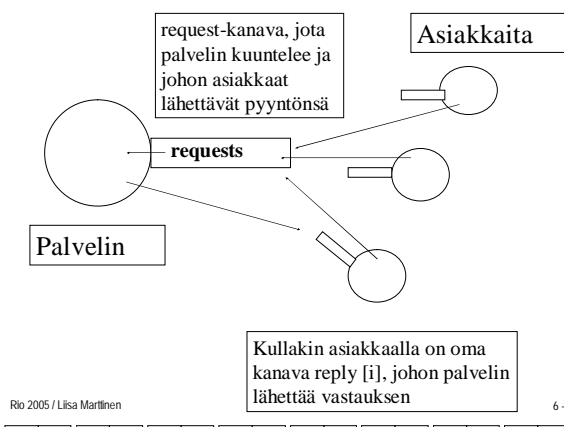 request-kanava, jota
palvelin kuuntelee ja
johon asiakkaat
lähettävät pyyntönsä
Asiakkaita
requests
Palvelin
Kullakin asiakkaalla on oma
kanava reply [i], johon palvelin
lähettää vastauksen
Rio 2005 / Liisa Marttinen
6 -